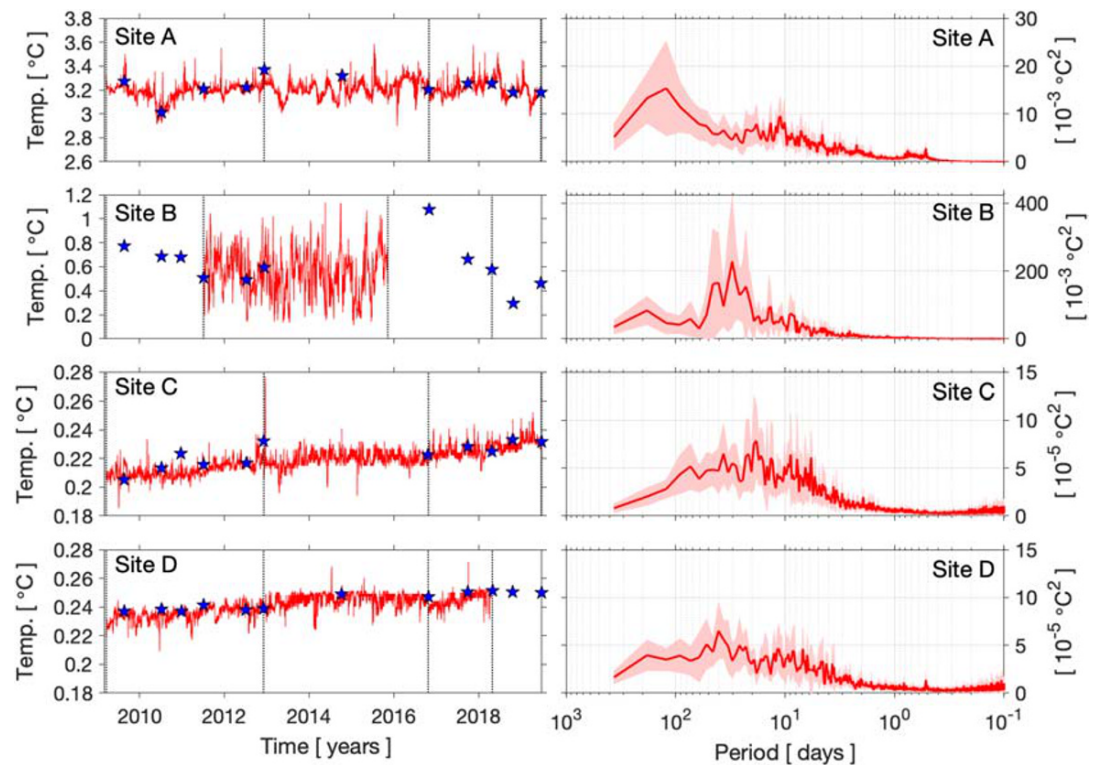 3.8
3.6
3.4
3.2
3
2.8
2.6
Temp. [ °C]
Site A
Site A
30
20
10
0
[ 10⁻³ °C²]
1.2
1
0.8
0.6
0.4
0.2
0
Temp. [ °C]
Site B
Site B
400
200
0
[ 10⁻³ °C²]
0.28
0.26
0.24
0.22
0.2
0.18
Temp. [ °C]
Site C
Site C
15
10
5
0
[ 10⁻⁵ °C²]
0.28
0.26
0.24
0.22
0.2
0.18
Temp. [ °C]
Site D
Site D
15
10
5
0
[ 10⁻⁵ °C²]
2010 2012 2014 2016 2018
Time [ years]
10³ 10² 10¹ 10⁰ 10⁻¹
Period [ days]